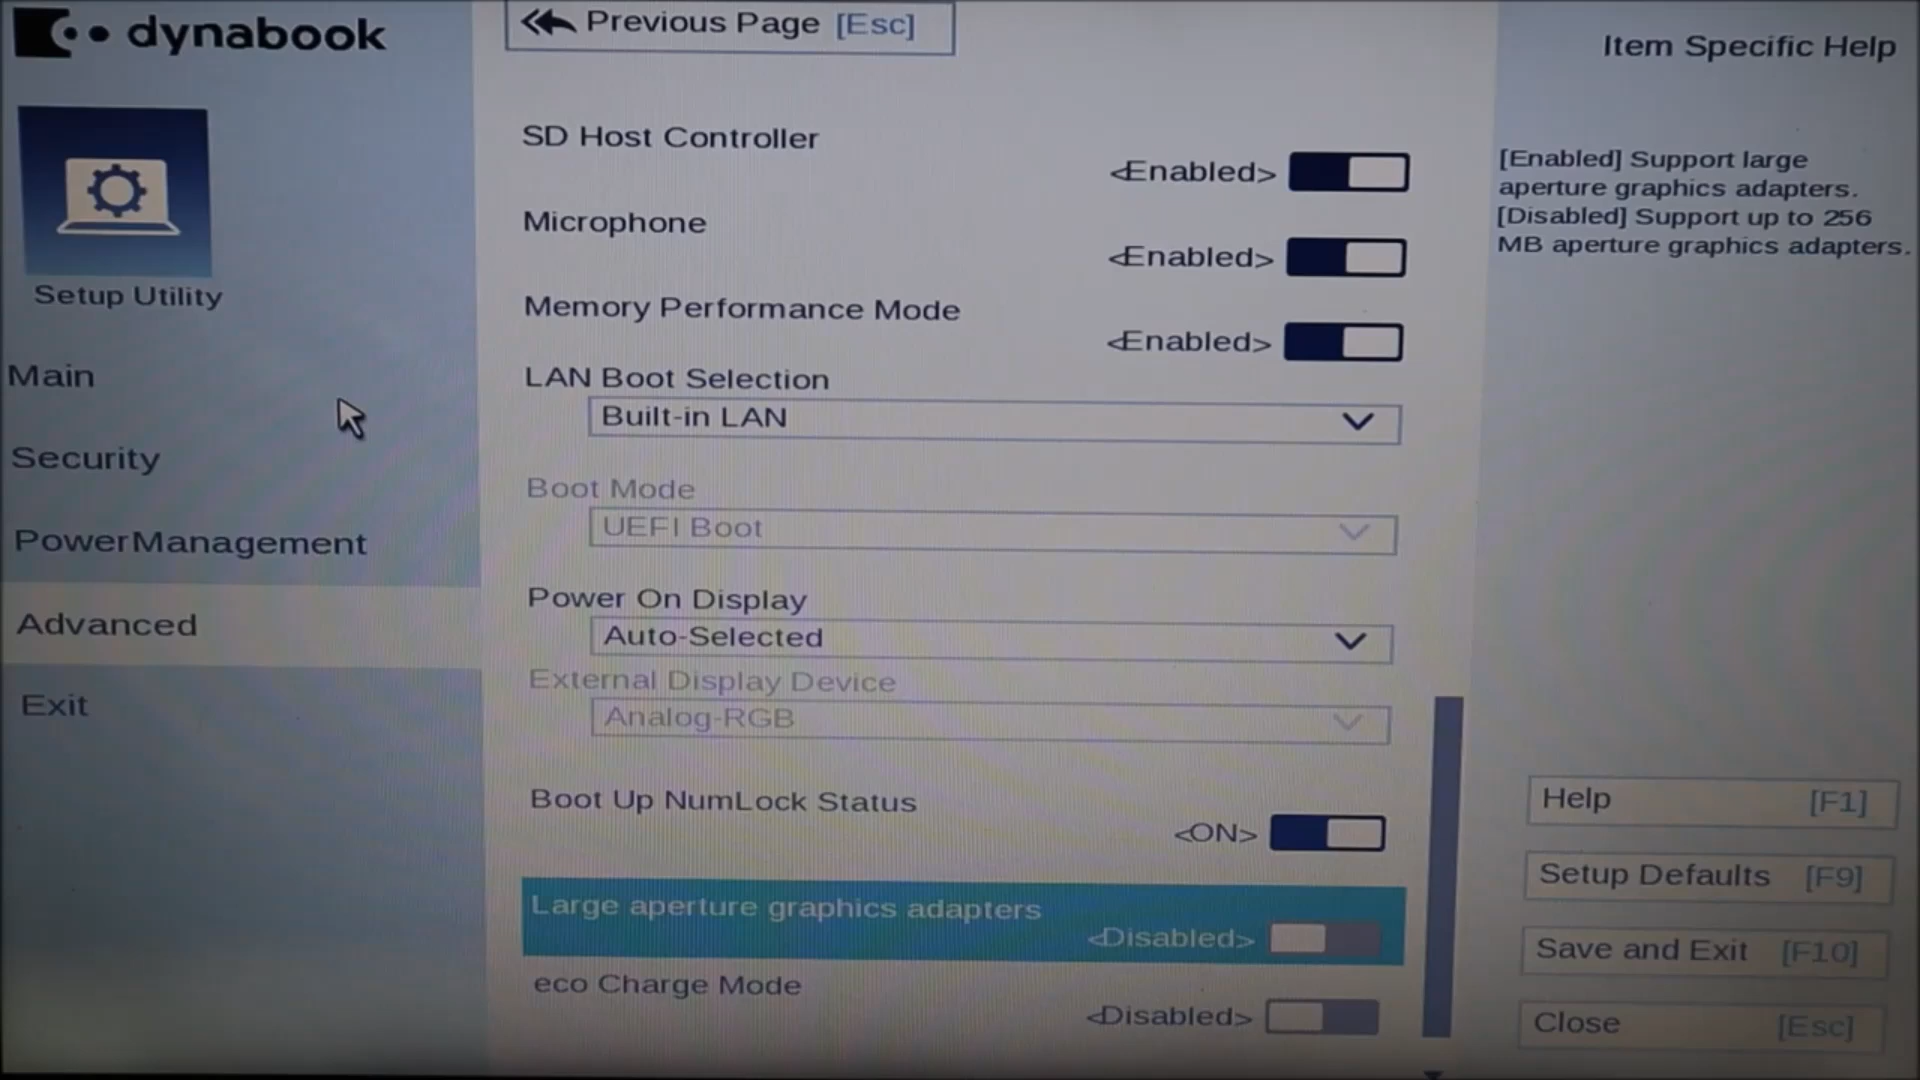 dynabook
Setup Utility
Main
Security
PowerManagement
Advanced
Exit
Previous Page [Esc]
SD Host Controller
<Enabled>
Microphone
<Enabled>
Memory Performance Mode
<Enabled>
LAN Boot Selection
Built-in LAN
Boot Mode
UEFI Boot
Power On Display
Auto-Selected
External Display Device
Analog-RGB
Boot Up NumLock Status
<ON>
Large aperture graphics adapters
<Disabled>
eco Charge Mode
<Disabled>
Item Specific Help
[Enabled] Support large
aperture graphics adapters.
[Disabled] Support up to 256
MB aperture graphics adapters.
Help [F1]
Setup Defaults [F9]
Save and Exit [F10]
Close [Esc]